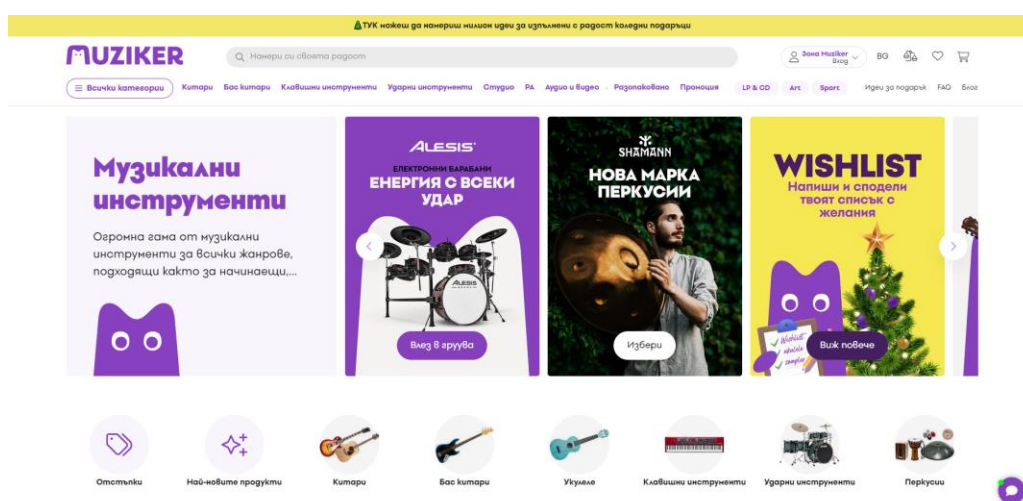 ТУК можеш да намериш милион идеи за изпълнени с радост коледни подаръци
MUZIKER
Намери си своята радост
Зона Muziker
Вход
BG
Всички категории
Китари
Бас китари
Клавишни инструменти
Ударни инструменти
Студио
PA
Аудио и видео
Разопаковано
Промоция
LP & CD
Art
Sport
Идеи за подарък
FAQ
Блог
Музикални
инструменти
Огромна гама от музикални
инструменти за всички жанрове,
подходящи както за начинаещи,...
ALESIS
ЕЛЕКТРОННИ БАРАБАНИ
ЕНЕРГИЯ С ВСЕКИ
УДАР
ALESIS
Влез в груува
SHAMANN
НОВА МАРКА
ПЕРКУСИИ
Избери
WISHLIST
Напиши и сподели
твоят списък с
желания
Wishlist
ukulele
Виж повече
Отстъпки
Най-новите продукти
Китари
Бас китари
Укулеле
Клавишни инструменти
Ударни инструменти
Перкусии